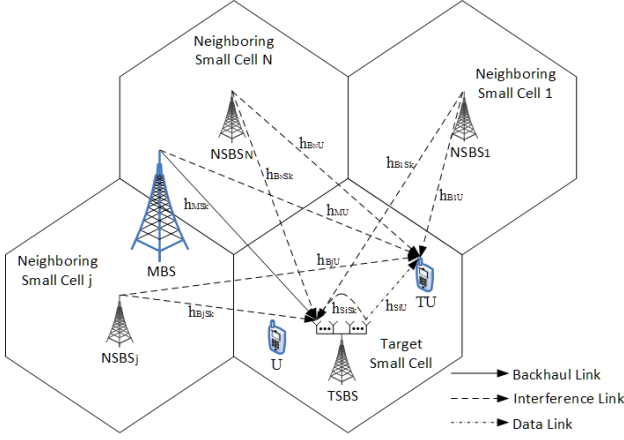 Neighboring
Small Cell N
Neighboring
Small Cell 1
NSBSN
NSBS1
hBNU
hBNSk
hB1Sk
hB1U
hMSk
hMU
MBS
Neighboring
Small Cell j
hBjU
TU
hBjSk
hSiSk
hSiU
NSBSj
U
TSBS
Target
Small Cell
Backhaul Link
Interference Link
Data Link